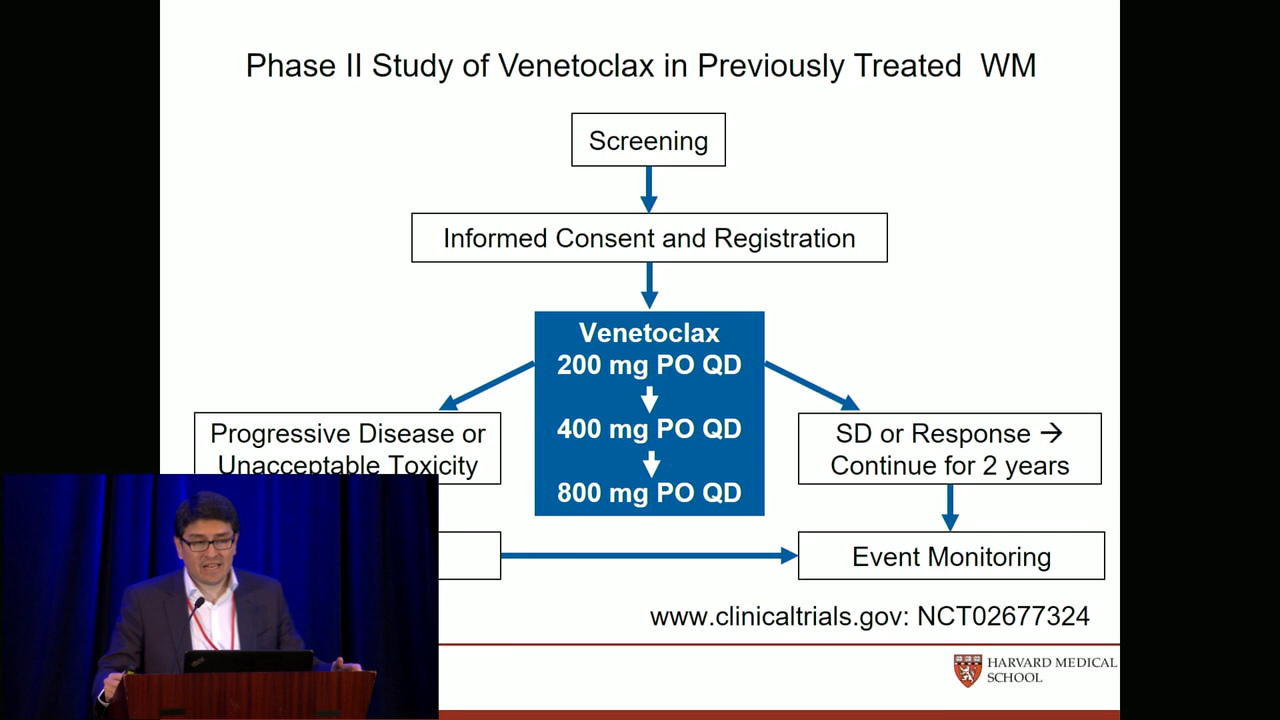 Phase II Study of Venetoclax in Previously Treated WM
Screening
Informed Consent and Registration
Venetoclax
200 mg PO QD
400 mg PO QD
800 mg PO QD
Progressive Disease or
Unacceptable Toxicity
SD or Response →
Continue for 2 years
Event Monitoring
www.clinicaltrials.gov: NCT02677324
HARVARD MEDICAL
SCHOOL